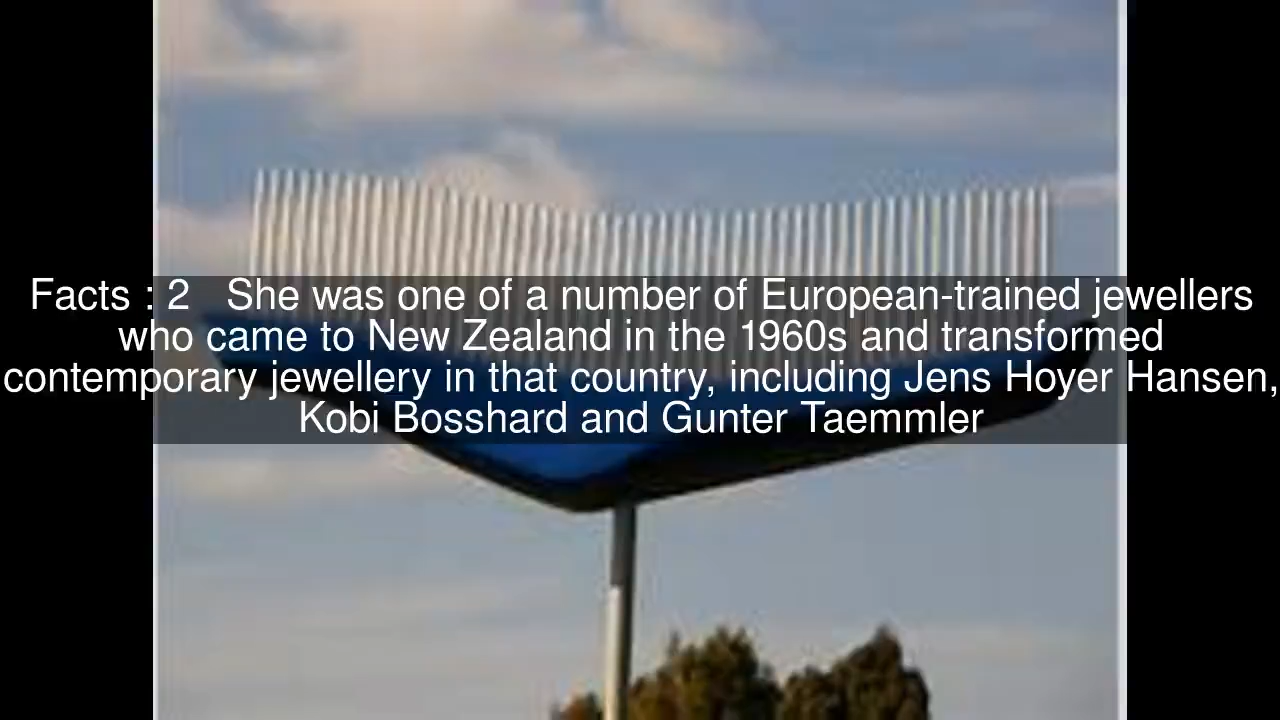 Facts : 2   She was one of a number of European-trained jewellers
who came to New Zealand in the 1960s and transformed
contemporary jewellery in that country, including Jens Hoyer Hansen,
Kobi Bosshard and Gunter Taemmler